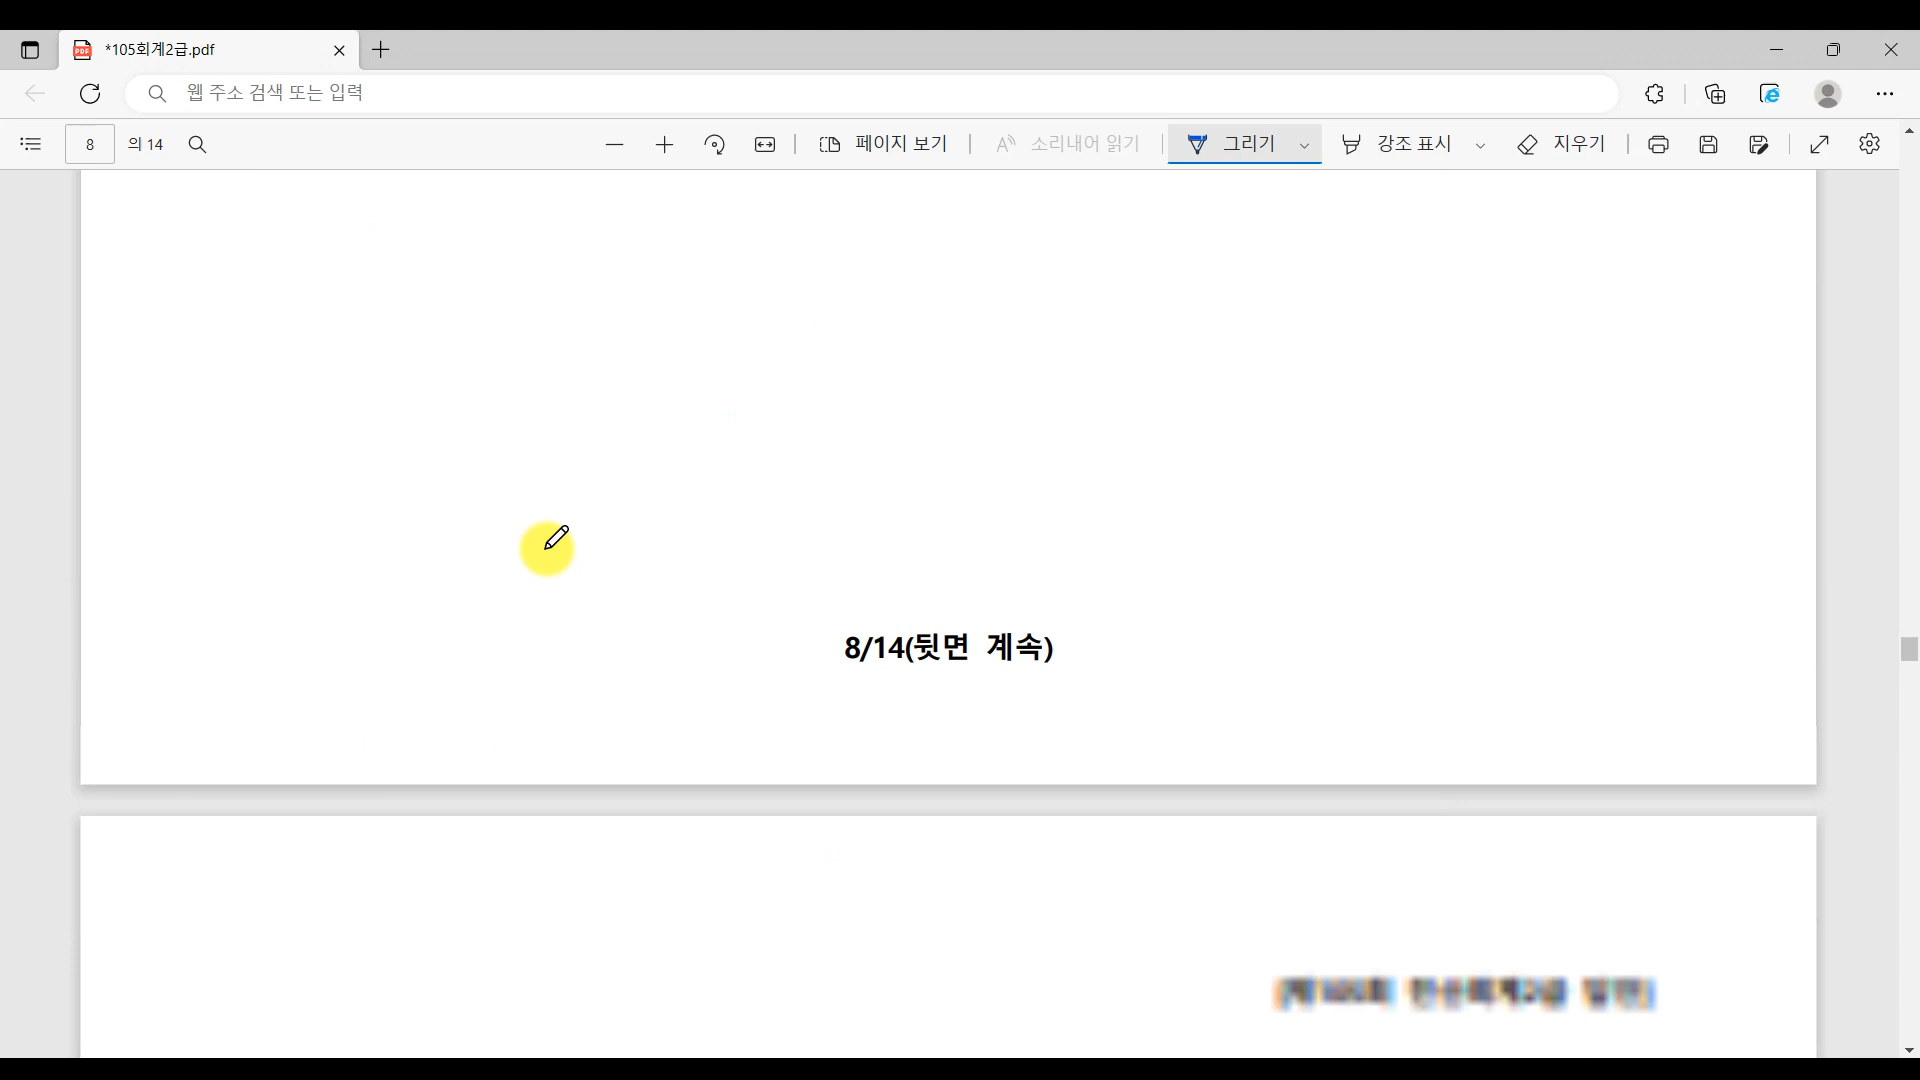 *105회계2급.pdf
웹 주소 검색 또는 입력
8 의 14 페이지 보기 소리내어 읽기 그리기 강조 표시 지우기
8/14(뒷면 계속)